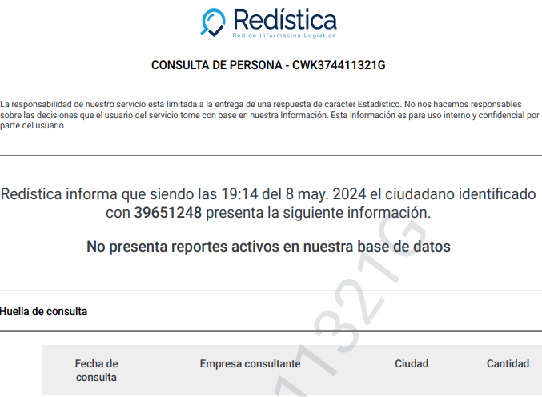 Redística
Red de Información Logística
CONSULTA DE PERSONA - CWK374411321G
La responsabilidad de nuestro servicio está limitada a la entrega de una respuesta de carácter Estadístico. No nos hacemos responsables
sobre las decisiones que el usuario del servicio tome con base en nuestra Información. Esta información es para uso interno y confidencial por
parte del usuario
Redística informa que siendo las 19:14 del 8 may. 2024 el ciudadano identificado
con 39651248 presenta la siguiente información.
No presenta reportes activos en nuestra base de datos
Huella de consulta
Fecha de consulta Empresa consultante Ciudad Cantidad
11321G